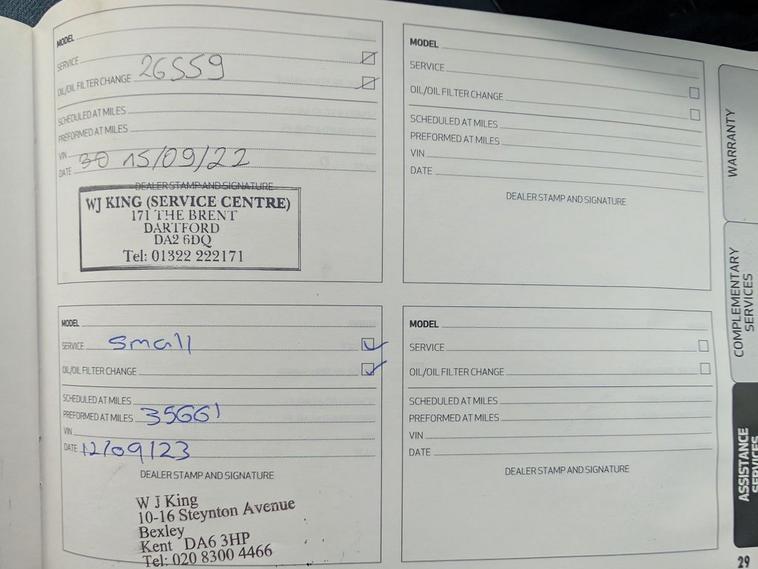 MODEL
SERVICE
26559
OIL/OIL FILTER CHANGE
SCHEDULED AT MILES
PREFORMED AT MILES
VIN
DATE 30 15/09/22
DEALER STAMP AND SIGNATURE
WJ KING (SERVICE CENTRE)
171 THE BRENT
DARTFORD
DA2 6DQ
Tel: 01322 222171
MODEL
SERVICE
OIL/OIL FILTER CHANGE
SCHEDULED AT MILES
PREFORMED AT MILES
VIN
DATE
DEALER STAMP AND SIGNATURE
MODEL
SERVICE small
OIL/OIL FILTER CHANGE
SCHEDULED AT MILES
PREFORMED AT MILES 35661
VIN
DATE 12/09/23
DEALER STAMP AND SIGNATURE
W J King
10-16 Steynton Avenue
Bexley
Kent DA6 3HP
Tel: 020 8300 4466
MODEL
SERVICE
OIL/OIL FILTER CHANGE
SCHEDULED AT MILES
PREFORMED AT MILES
VIN
DATE
DEALER STAMP AND SIGNATURE
WARRANTY
COMPLEMENTARY
SERVICES
ASSISTANCE
SERVICES
29